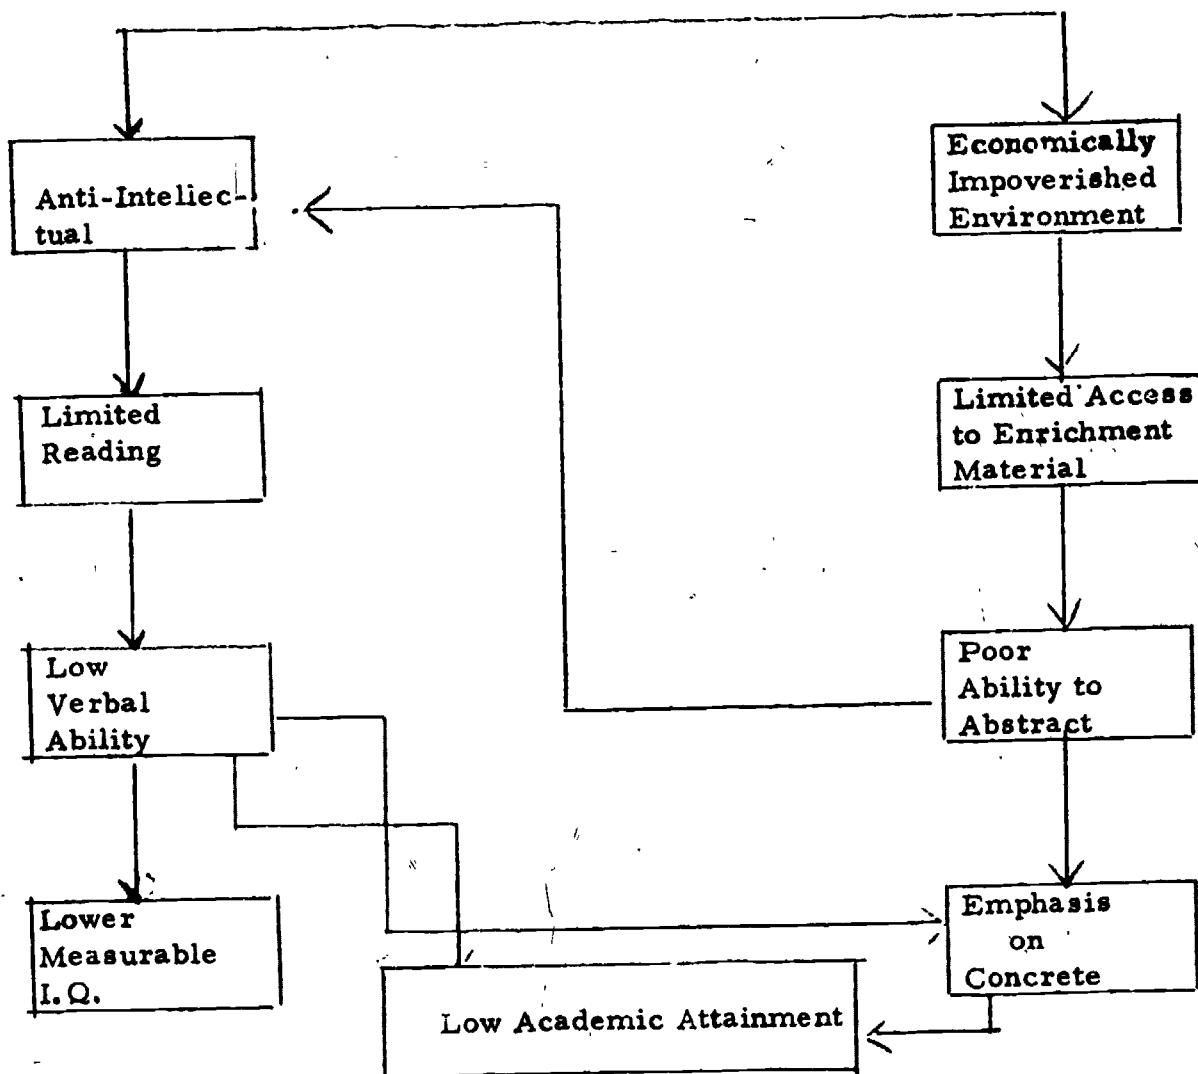 Anti-Intellec-
tual
Economically
Impoverished
Environment
Limited
Reading
Limited Access
to Enrichment
Material
Low
Verbal
Ability
Poor
Ability to
Abstract
Lower
Measurable
I.Q.
Emphasis
on
Concrete
Low Academic Attainment